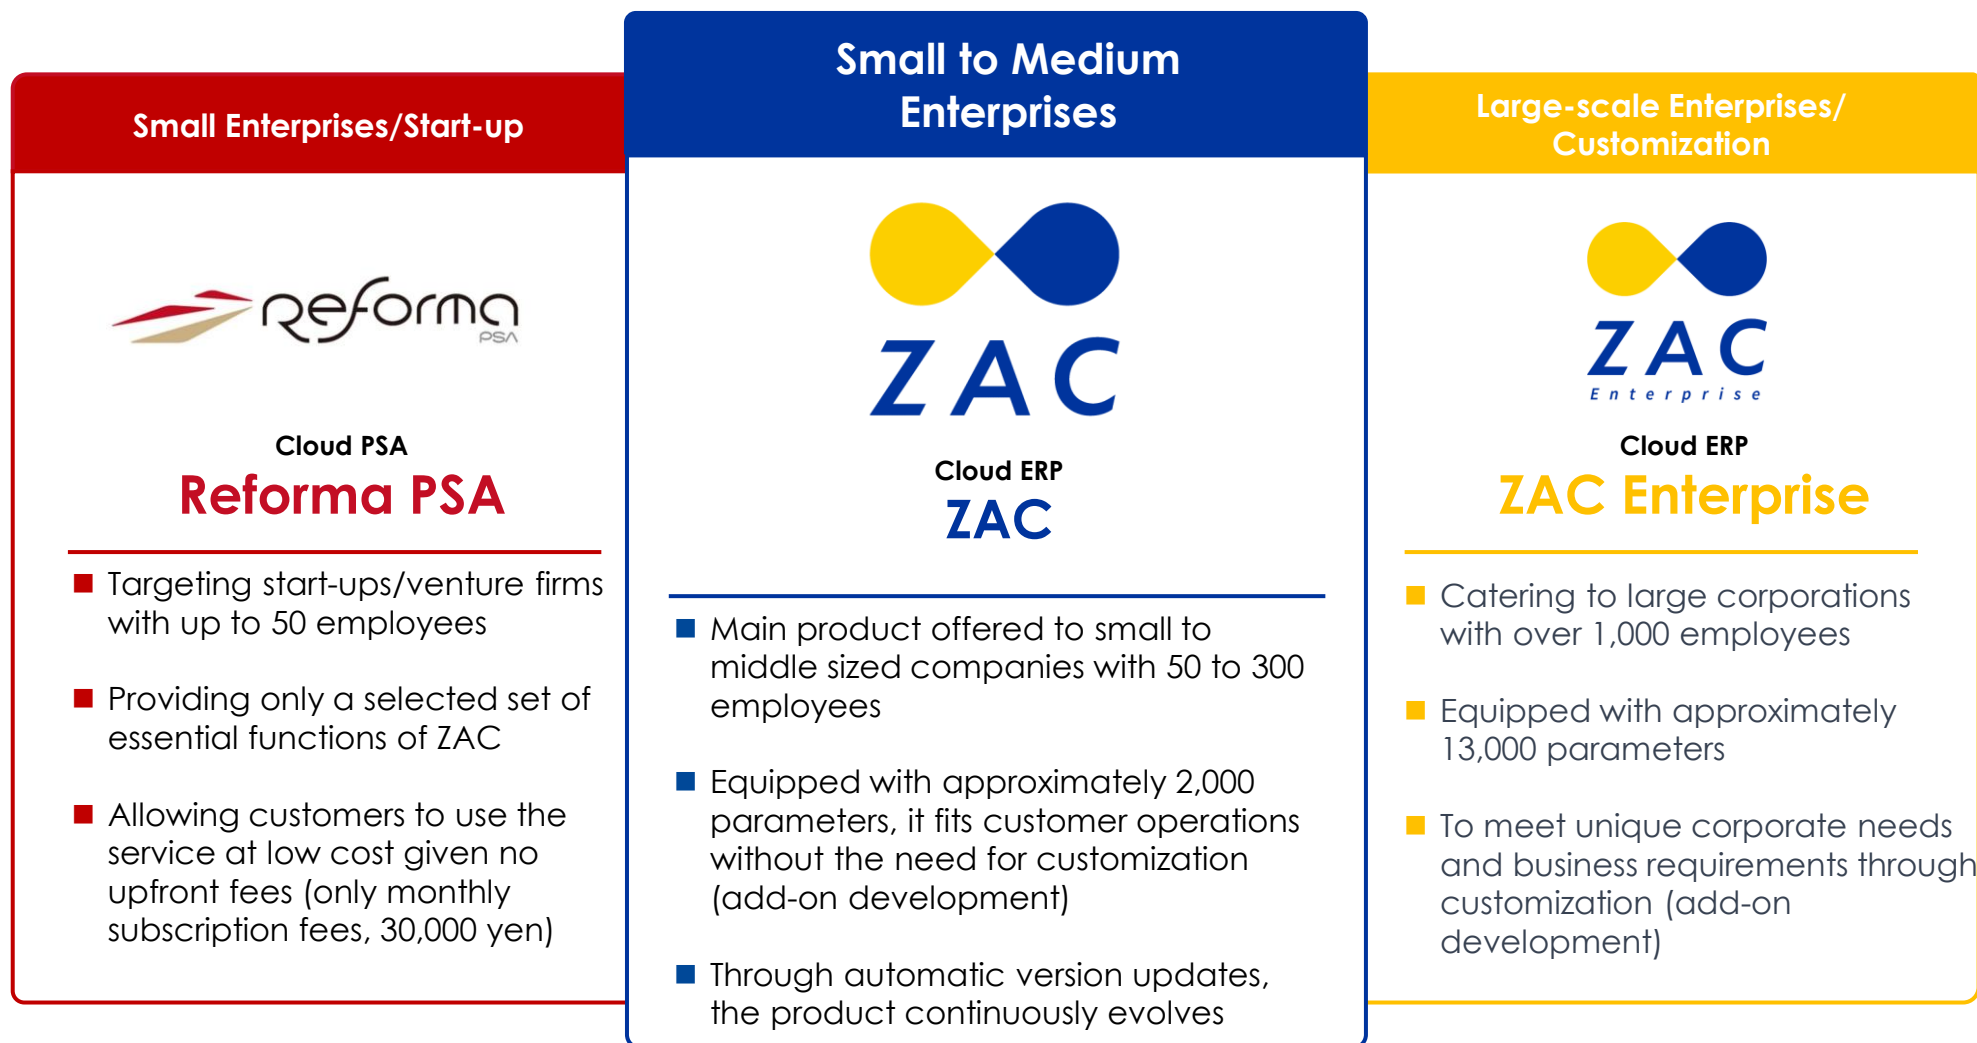 Small Enterprises/Start-up
Reforma
PSA
Cloud PSA
Reforma PSA
Targeting start-ups/venture firms
with up to 50 employees
Providing only a selected set of
essential functions of ZAC
Allowing customers to use the
service at low cost given no
upfront fees (only monthly
subscription fees, 30,000 yen)
Small to Medium
Enterprises
ZAC
Cloud ERP
ZAC
Main product offered to small to
middle sized companies with 50 to 300
employees
Equipped with approximately 2,000
parameters, it fits customer operations
without the need for customization
(add-on development)
Through automatic version updates,
the product continuously evolves
Large-scale Enterprises/
Customization
ZAC
Enterprise
Cloud ERP
ZAC Enterprise
Catering to large corporations
with over 1,000 employees
Equipped with approximately
13,000 parameters
To meet unique corporate needs
and business requirements through
customization (add-on
development)